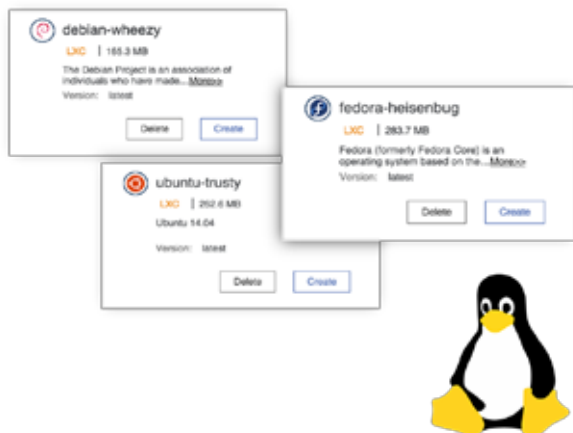 debian-wheezy
LXC | 165.3 MB
The Debian Project is an association of
individuals who have made...More>>
Version: latest
Delete Create
fedora-heisenbug
LXC | 283.7 MB
Fedora (formerly Fedora Core) is an
operating system based on the...More>>
Version: latest
Delete Create
ubuntu-trusty
LXC | 252.6 MB
Ubuntu 14.04
Version: latest
Delete Create